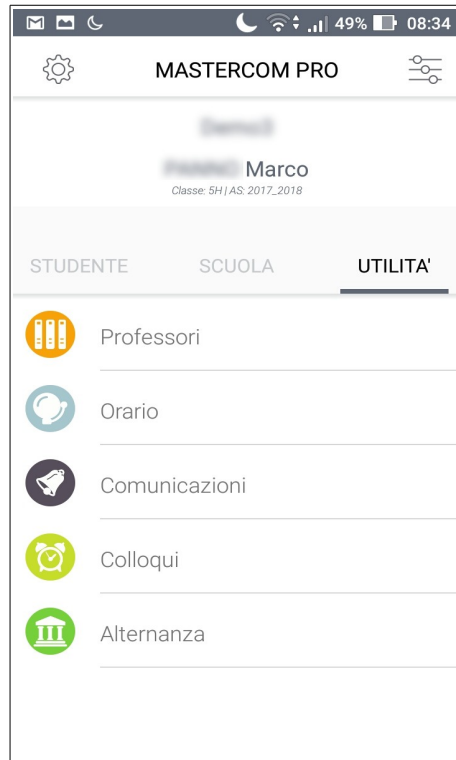 49% 08:34
MASTERCOM PRO
Marco
Classe: 5H | AS: 2017_2018
STUDENTE SCUOLA UTILITA'
Professori
Orario
Comunicazioni
Colloqui
Alternanza